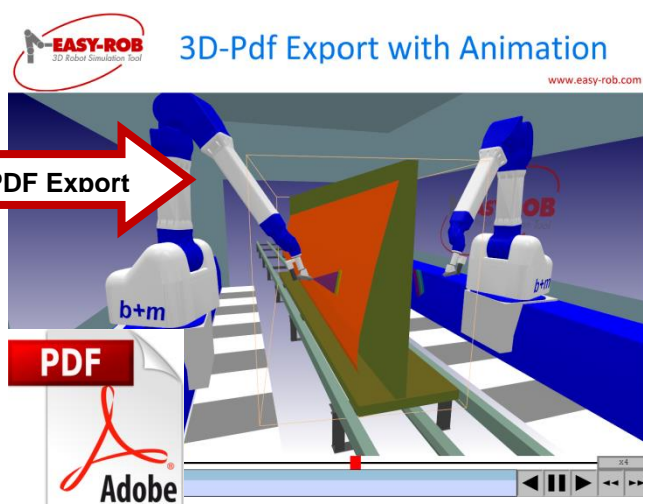 EASY-ROB
3D Robot Simulation Tool
3D-Pdf Export with Animation
www.easy-rob.com
PDF Export
OB
b+m
b+m
PDF
Adobe
x4